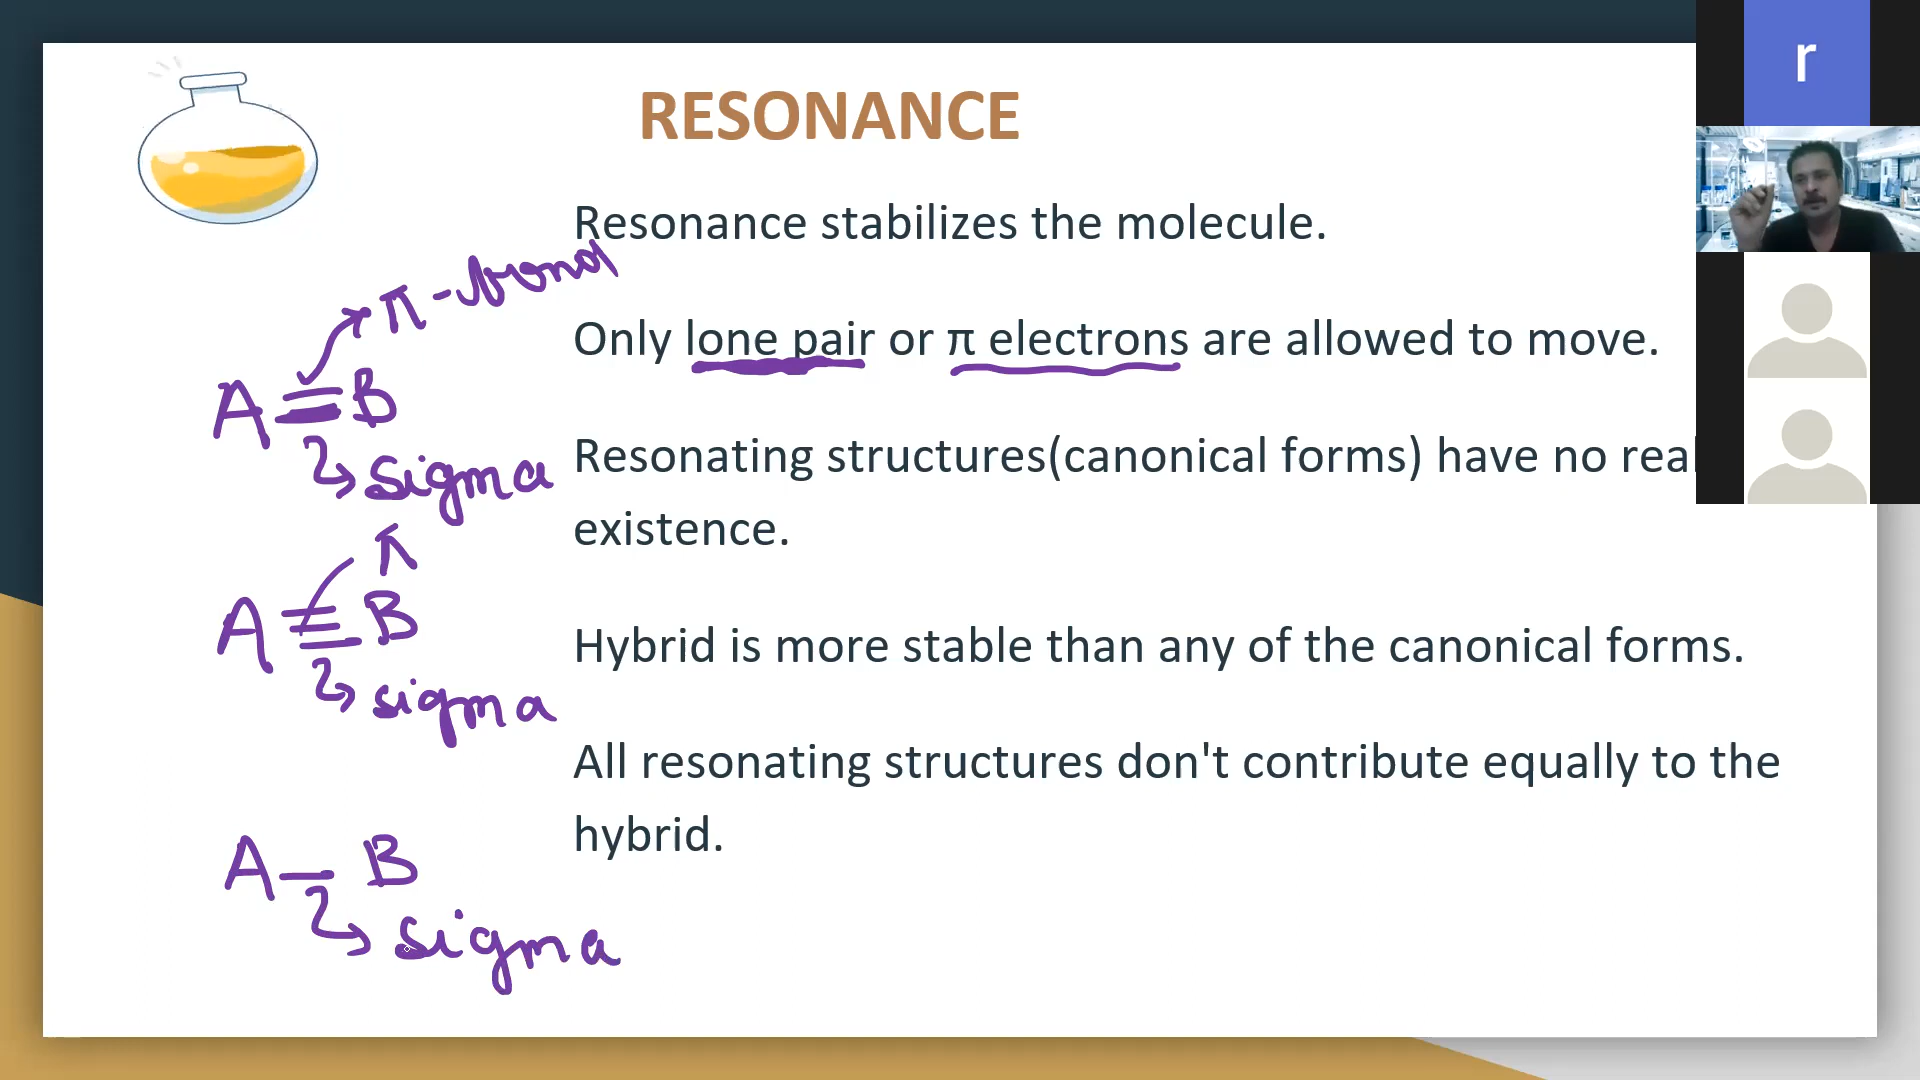 RESONANCE
r
Resonance stabilizes the molecule.
π-bond
Only lone pair or π electrons are allowed to move.
A = B
sigma
Resonating structures(canonical forms) have no real
existence.
π
A ≡ B
sigma
Hybrid is more stable than any of the canonical forms.
All resonating structures don't contribute equally to the
hybrid.
A — B
sigma